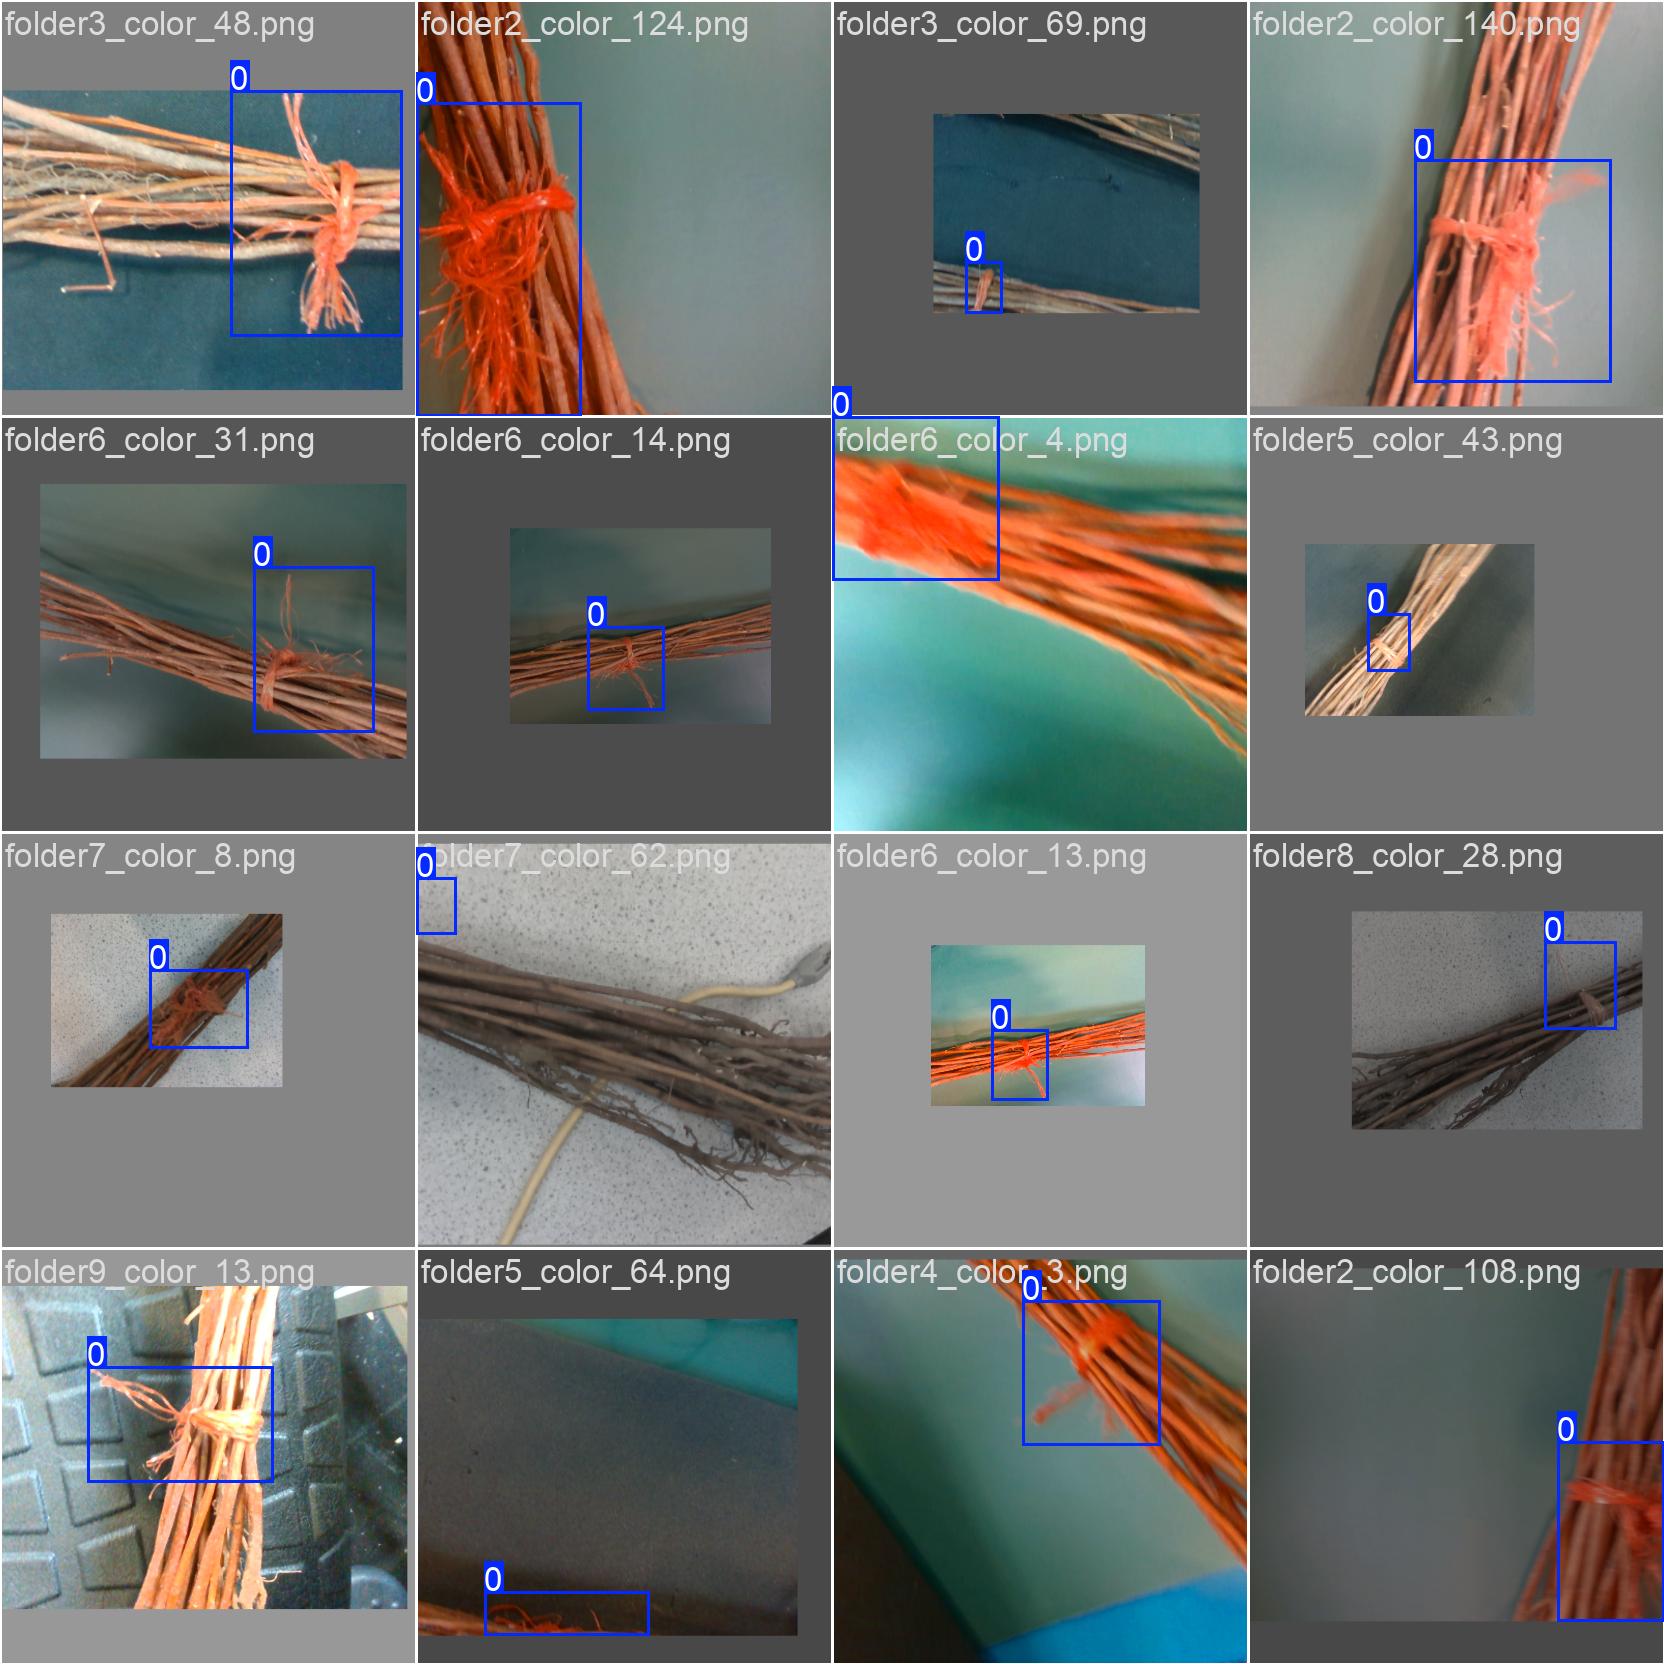 folder3_color_48.png
0
folder2_color_124.png
0
folder3_color_69.png
0
folder2_color_140.png
0
folder6_color_31.png
0
folder6_color_14.png
0
folder6_color_4.png
0
folder5_color_43.png
0
folder7_color_8.png
0
folder7_color_62.png
0
folder6_color_13.png
0
folder8_color_28.png
0
folder9_color_13.png
0
folder5_color_64.png
0
folder4_color_3.png
0
folder2_color_108.png
0